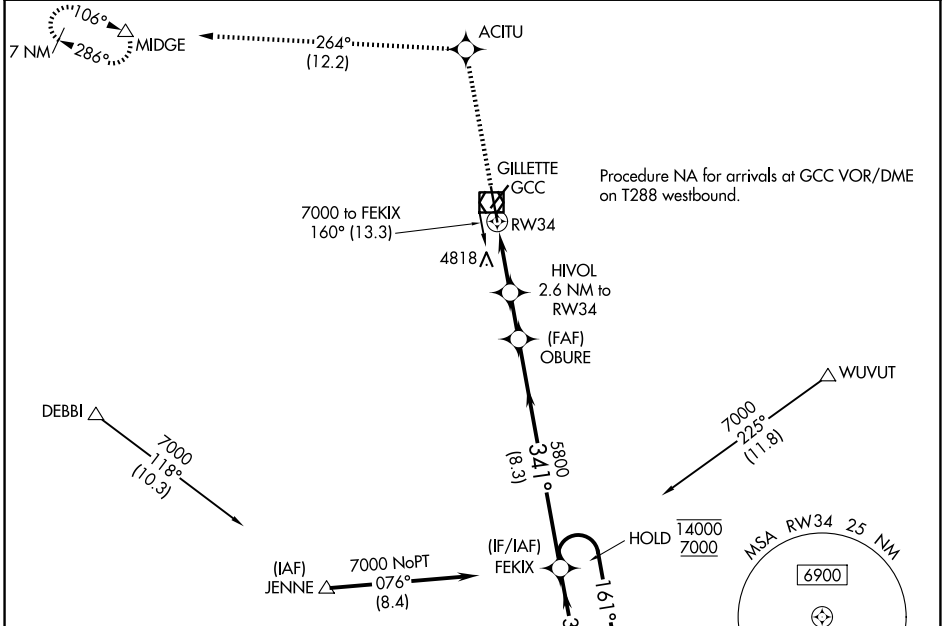 106°
MIDGE
7 NM
286°
264°
(12.2)
ACITU
GILLETTE
GCC
Procedure NA for arrivals at GCC VOR/DME
on T288 westbound.
7000 to FEKIX
160° (13.3)
RW34
4818
HIVOL
2.6 NM to
RW34
(FAF)
OBURE
WUVUT
7000
225°
(11.8)
DEBBI
7000
118°
(10.3)
5800
341°
(8.3)
HOLD
14000
7000
(IF/IAF)
FEKIX
(IAF)
JENNE
7000 NoPT
076°
(8.4)
161°
3
MSA RW34 25 NM
6900